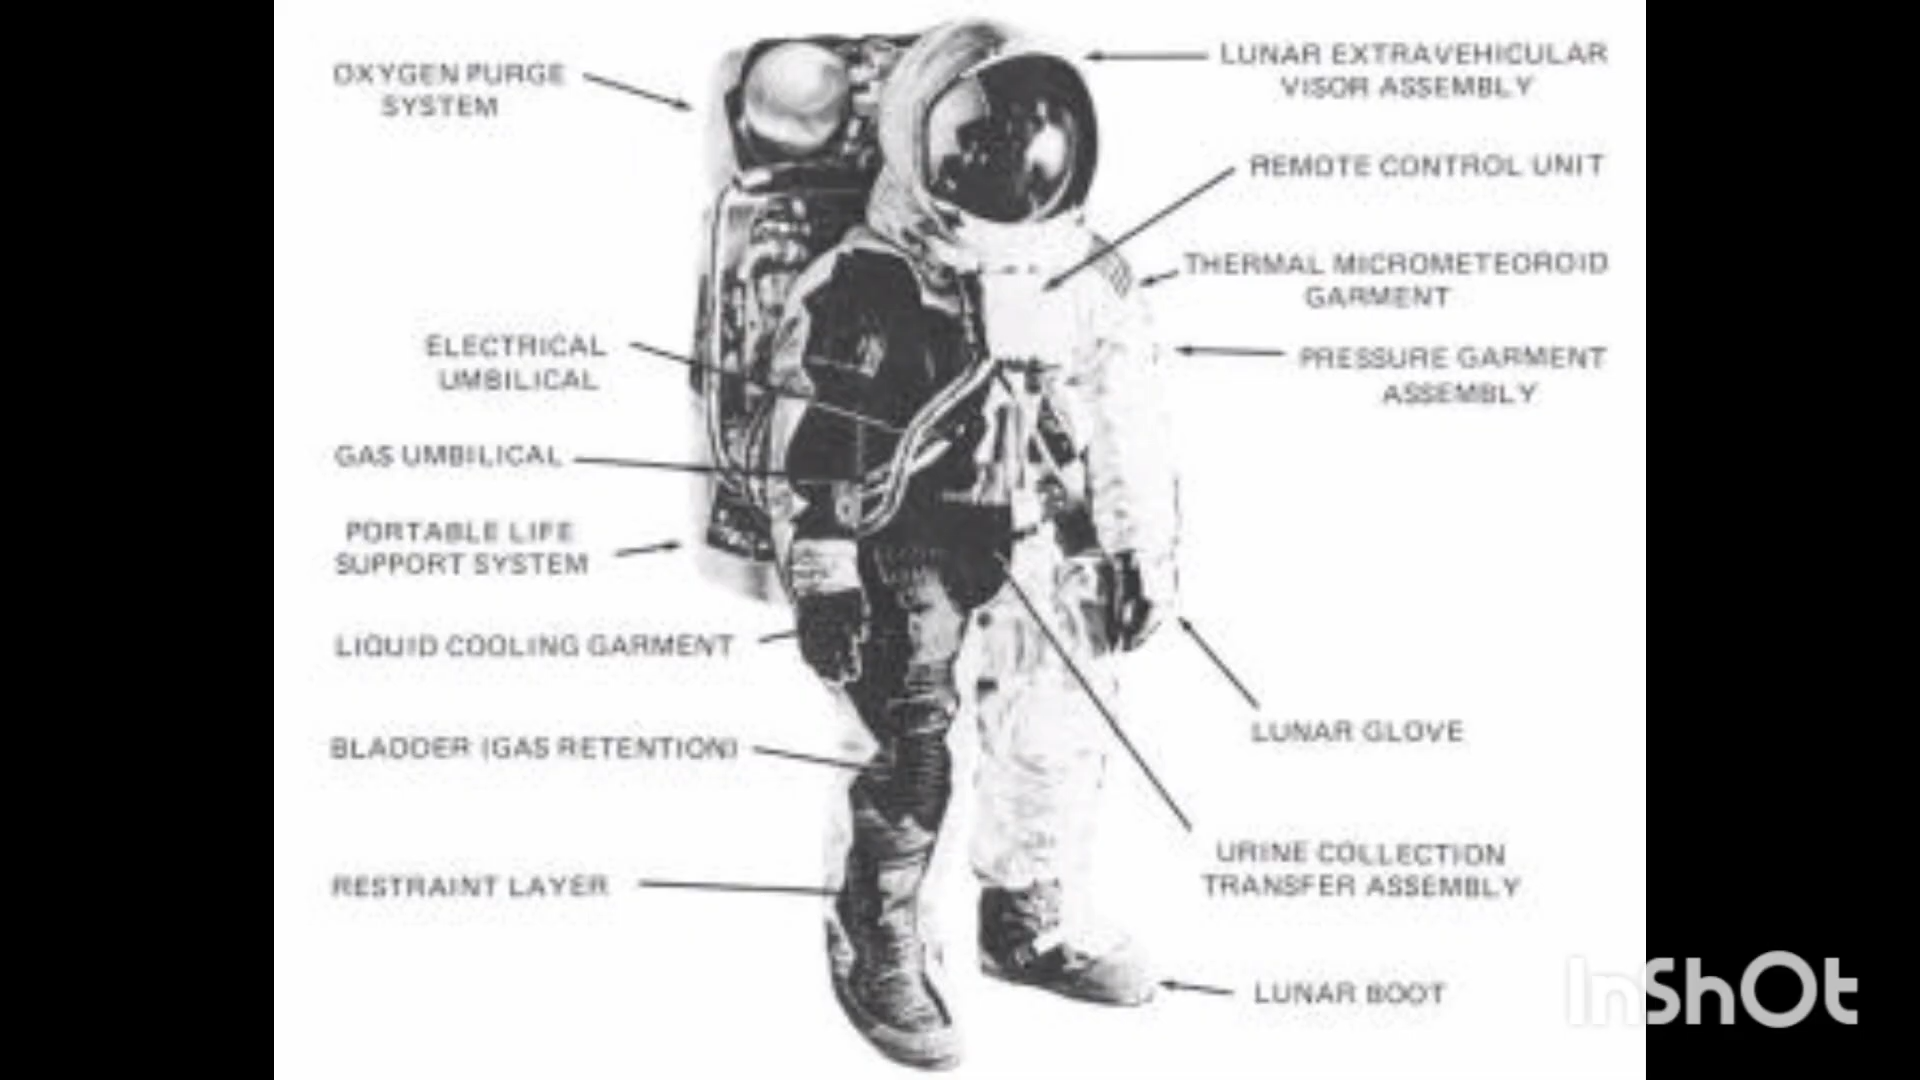 OXYGEN PURGE
SYSTEM
ELECTRICAL
UMBILICAL
GAS UMBILICAL
PORTABLE LIFE
SUPPORT SYSTEM
LIQUID COOLING GARMENT
BLADDER (GAS RETENTION)
RESTRAINT LAYER
LUNAR EXTRAVEHICULAR
VISOR ASSEMBLY
REMOTE CONTROL UNIT
THERMAL MICROMETEOROID
GARMENT
PRESSURE GARMENT
ASSEMBLY
LUNAR GLOVE
URINE COLLECTION
TRANSFER ASSEMBLY
LUNAR BOOT
InShOt